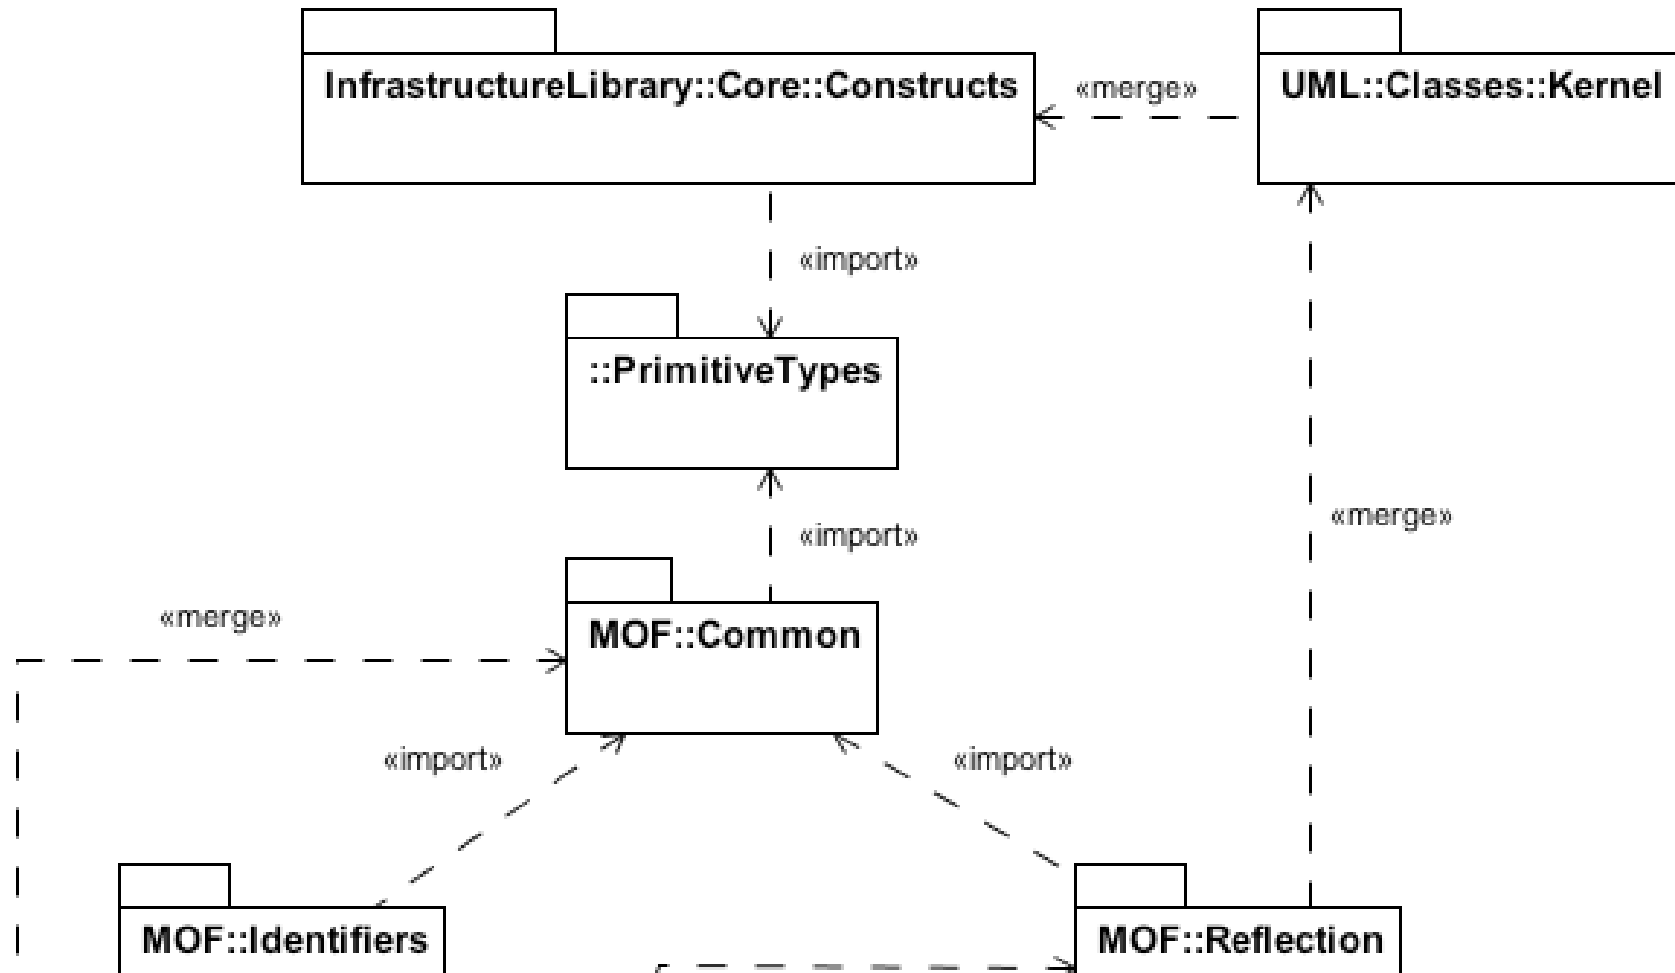 InfrastructureLibrary::Core::Constructs
«merge»
UML::Classes::Kernel
«import»
::PrimitiveTypes
«import»
«merge»
«merge»
MOF::Common
«import»
«import»
MOF::Identifiers
MOF::Reflection